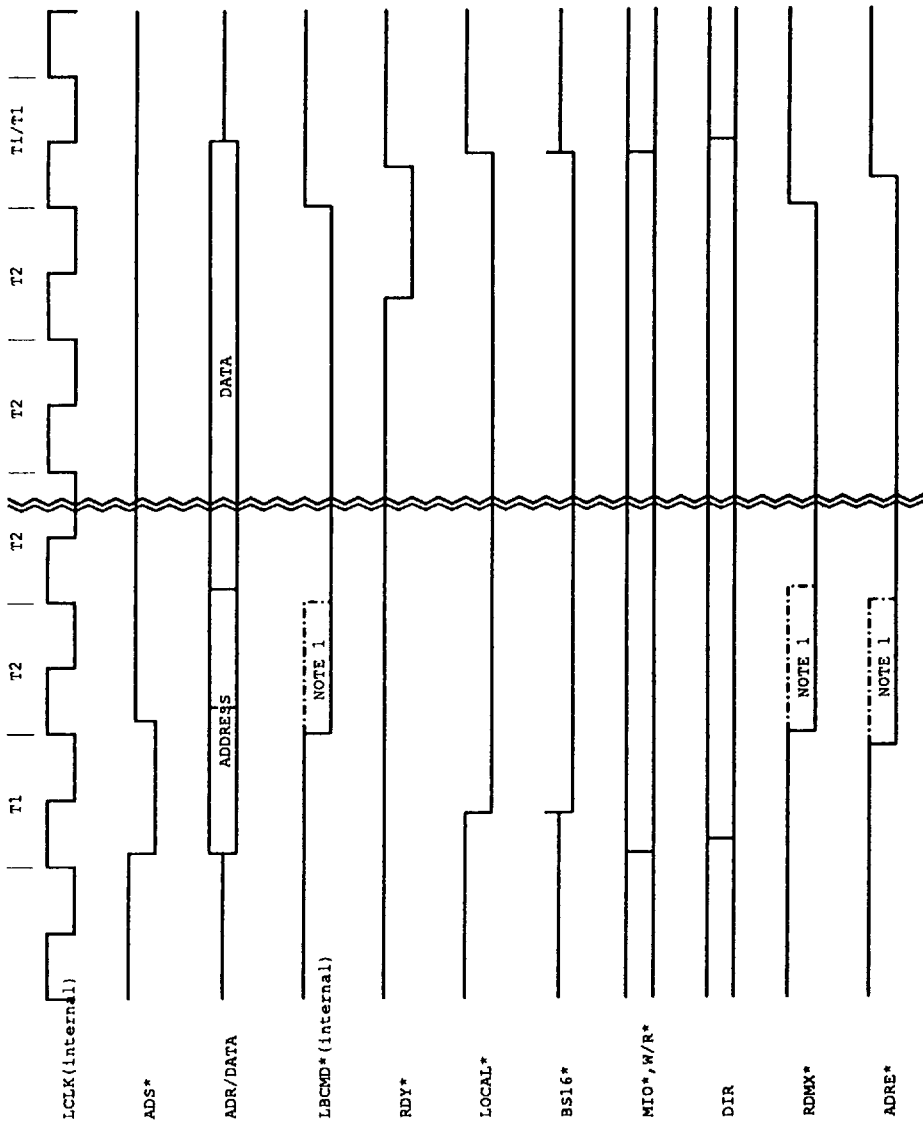 T1 T2 T2 T2 T2 T1/T1
LCLK(internal)
ADS*
ADR/DATA ADDRESS DATA
LBCMD*(internal) NOTE 1
RDY*
LOCAL*
BS16*
MIO*,W/R*
DIR
RDMX* NOTE 1
ADRE* NOTE 1